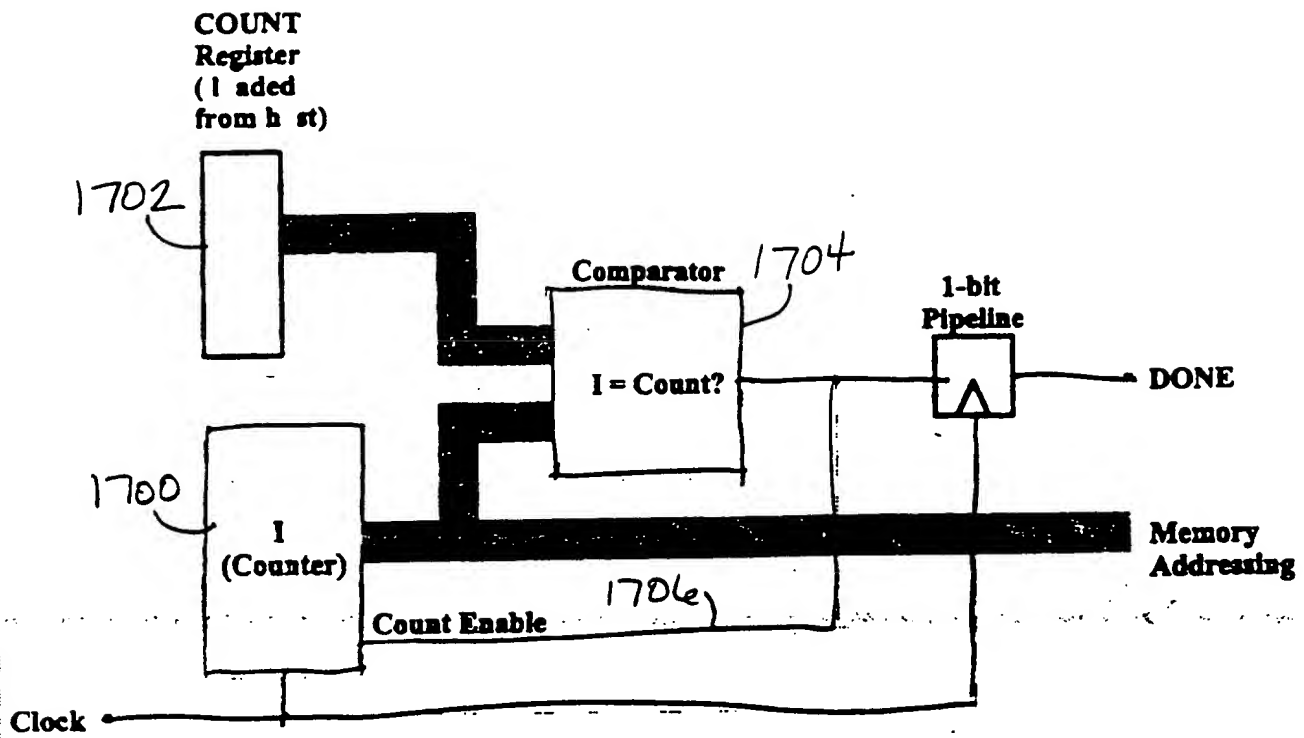 COUNT
Register
(l aded
from h st)
1702
Comparator
1704
1-bit
Pipeline
I = Count?
DONE
1700
I
(Counter)
Memory
Addressing
1706
Count Enable
Clock